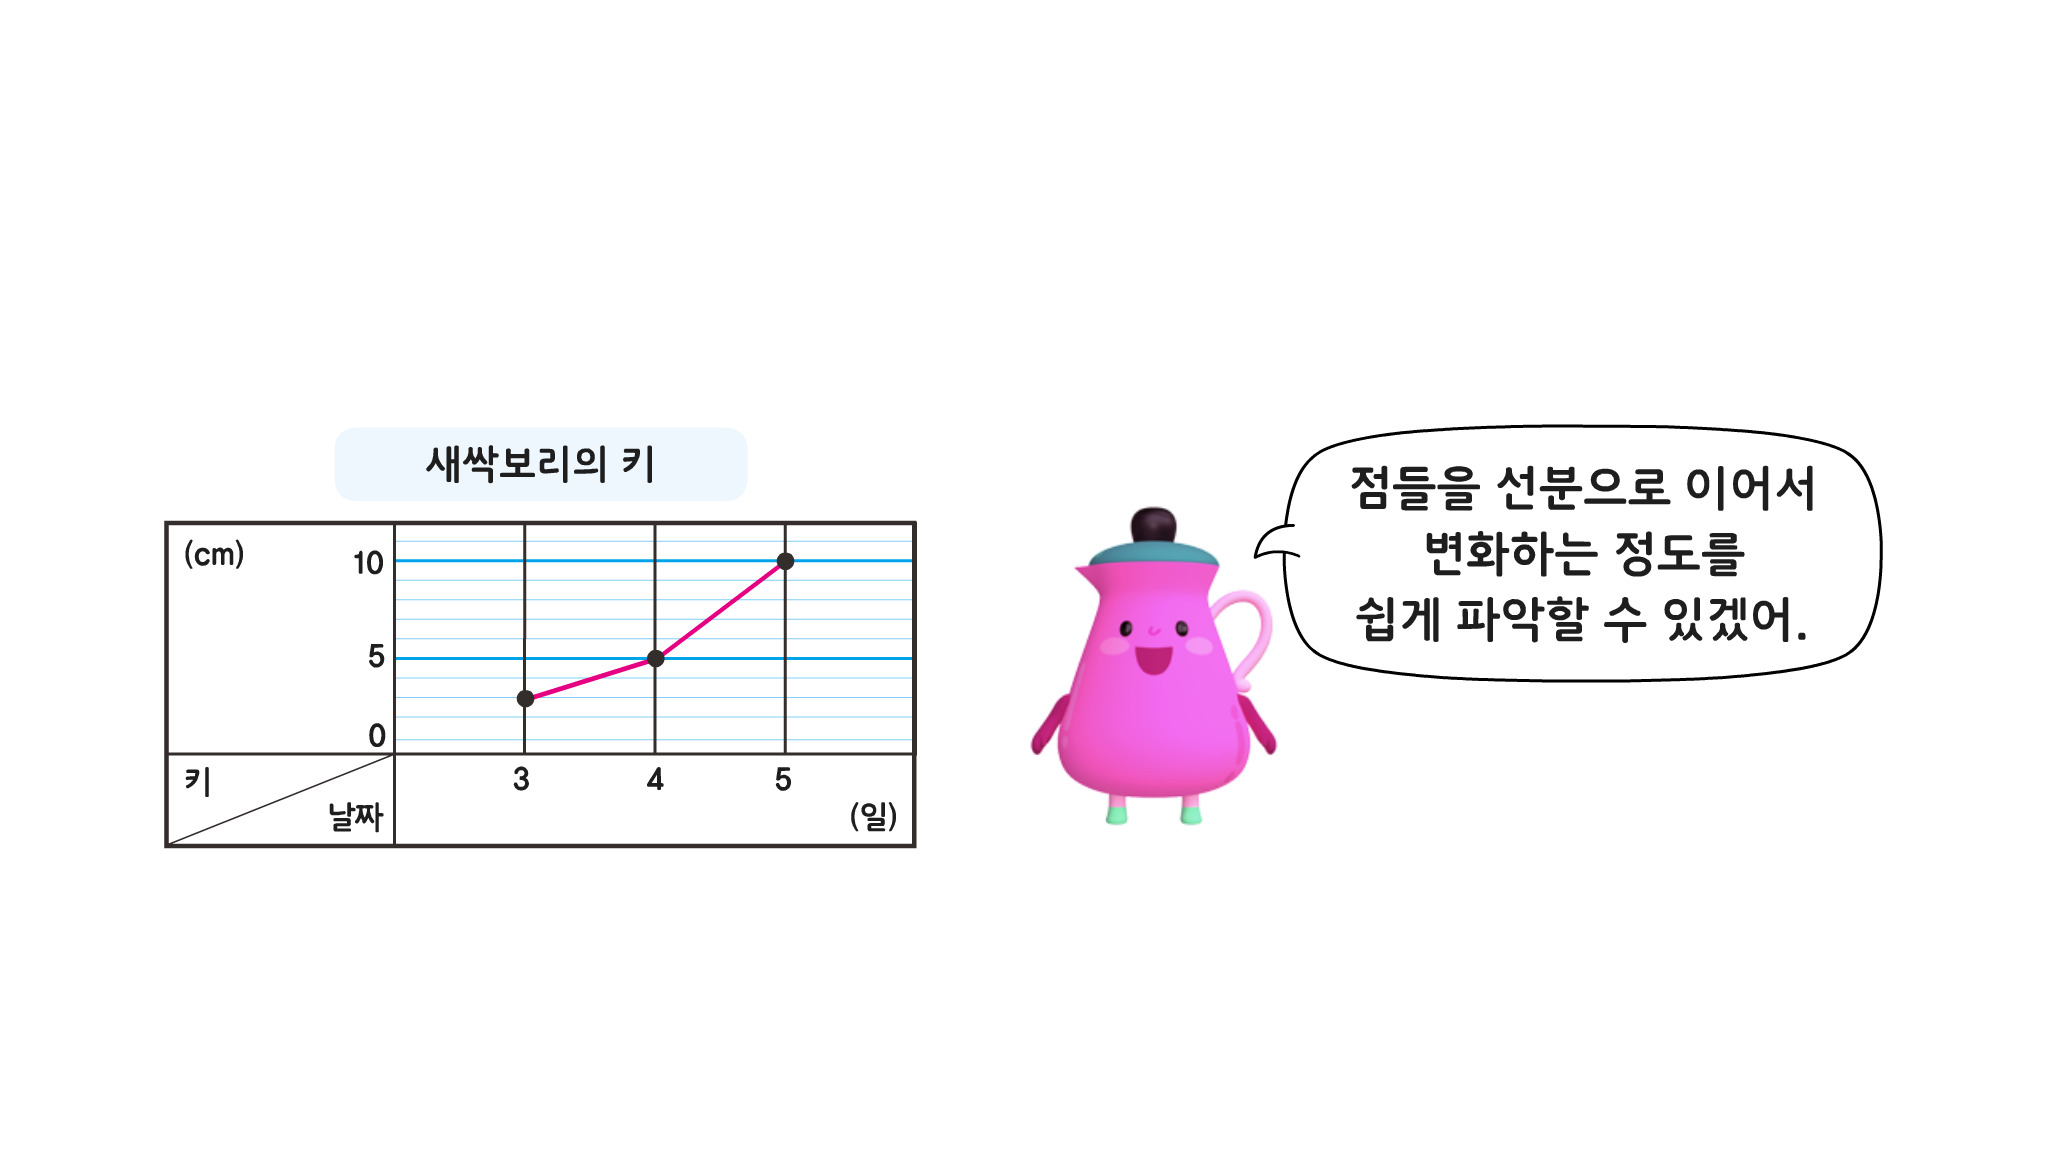 새싹보리의 키
(cm)
10
5
0
키
날짜
3 4 5
(일)
점들을 선분으로 이어서
변화하는 정도를
쉽게 파악할 수 있겠어.